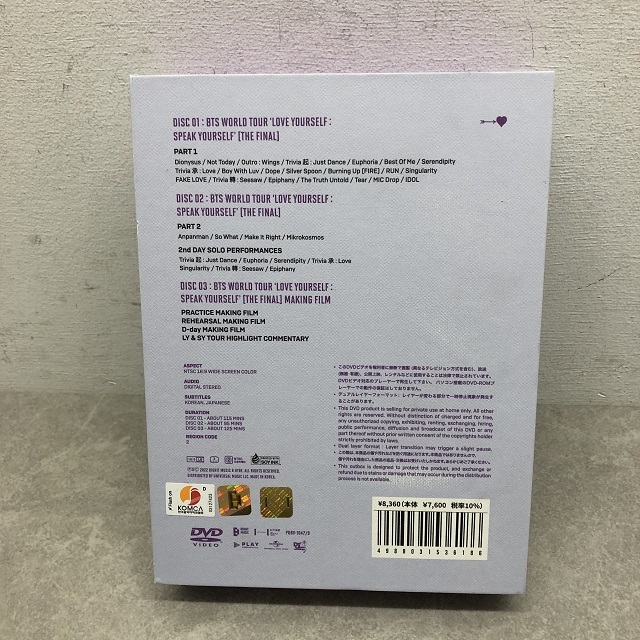 DISC 01 : BTS WORLD TOUR 'LOVE YOURSELF :
SPEAK YOURSELF' [THE FINAL]
PART 1
Dionysus / Not Today / Outro : Wings / Trivia 起 : Just Dance / Euphoria / Best Of Me / Serendipity
Trivia 承 : Love / Boy With Luv / Dope / Silver Spoon / Burning Up [FIRE] / RUN / Singularity
FAKE LOVE / Trivia 轉 : Seesaw / Epiphany / The Truth Untold / Tear / MIC Drop / IDOL
DISC 02 : BTS WORLD TOUR 'LOVE YOURSELF :
SPEAK YOURSELF' [THE FINAL]
PART 2
Anpanman / So What / Make It Right / Mikrokosmos
2nd DAY SOLO PERFORMANCES
Trivia 起 : Just Dance / Euphoria / Serendipity / Trivia 承 : Love
Singularity / Trivia 轉 : Seesaw / Epiphany
DISC 03 : BTS WORLD TOUR 'LOVE YOURSELF :
SPEAK YOURSELF' [THE FINAL] MAKING FILM
PRACTICE MAKING FILM
REHEARSAL MAKING FILM
D-day MAKING FILM
LY & SY TOUR HIGHLIGHT COMMENTARY
ASPECT
NTSC 16:9 WIDE SCREEN COLOR
AUDIO
DIGITAL STEREO
SUBTITLES
KOREAN, JAPANESE
DURATION
DISC 01 - ABOUT 115 MINS
DISC 03 - ABOUT 125 MINS
REGION CODE
2
• This DVD product is selling for private use at home only. All other
rights are reserved. Without distinction of charged and for free,
any unauthorized copying, exhibiting, renting, exchanging, hiring,
public performance, diffusion and broadcast of this DVD or any
part thereof without prior written consent of the copyrights holder
strictly prohibited by laws.
• Dual layer format : Layer transition may trigger a slight pause.
• This outbox is designed to protect the product, and exchange or
refund due to stains or damage that may occur during the distribution
process is not available.
SOY INK
KOMCA
DVD
VIDEO
PLAY
¥8,360(本体 ¥7,600 税率10%)
4988031536186